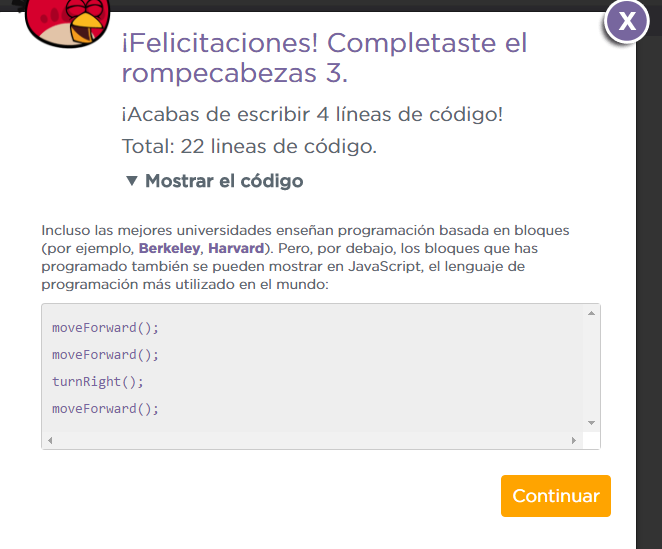 X
¡Felicitaciones! Completaste el
rompecabezas 3.
¡Acabas de escribir 4 líneas de código!
Total: 22 lineas de código.
▼ Mostrar el código
Incluso las mejores universidades enseñan programación basada en bloques
(por ejemplo, Berkeley, Harvard). Pero, por debajo, los bloques que has
programado también se pueden mostrar en JavaScript, el lenguaje de
programación más utilizado en el mundo:
moveForward();
moveForward();
turnRight();
moveForward();
Continuar